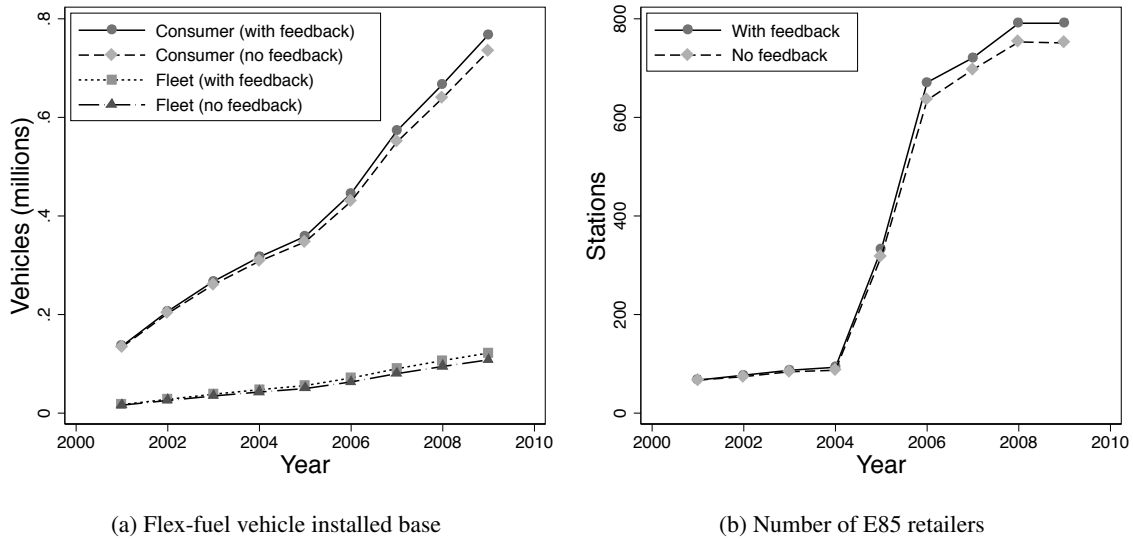 Consumer (with feedback)
Consumer (no feedback)
Fleet (with feedback)
Fleet (no feedback)
Vehicles (millions)
.8
.6
.4
.2
0
2000 2002 2004 2006 2008 2010
Year
(a) Flex-fuel vehicle installed base
With feedback
No feedback
Stations
800
600
400
200
0
2000 2002 2004 2006 2008 2010
Year
(b) Number of E85 retailers